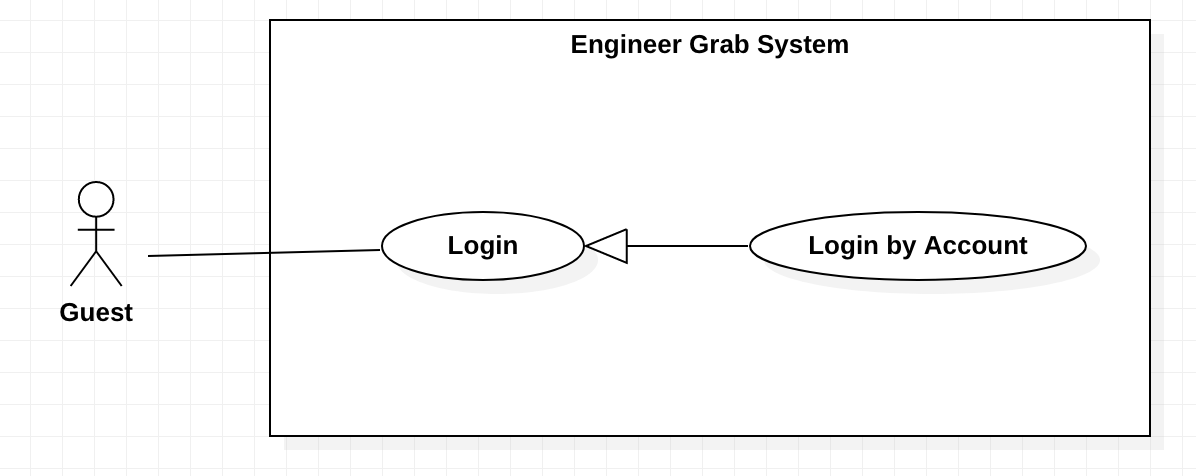 Engineer Grab System
Login
Login by Account
Guest